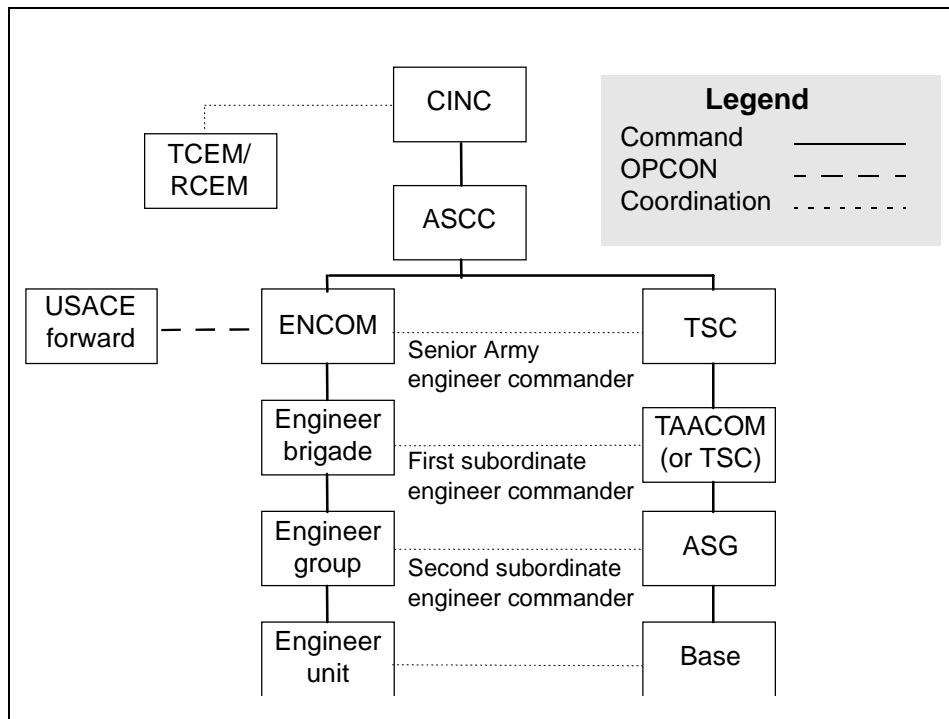 CINC
Legend
Command
OPCON
Coordination
TCEM/
RCEM
ASCC
USACE
forward
ENCOM
TSC
Senior Army
engineer commander
Engineer
brigade
TAACOM
(or TSC)
First subordinate
engineer commander
Engineer
group
ASG
Second subordinate
engineer commander
Engineer
unit
Base